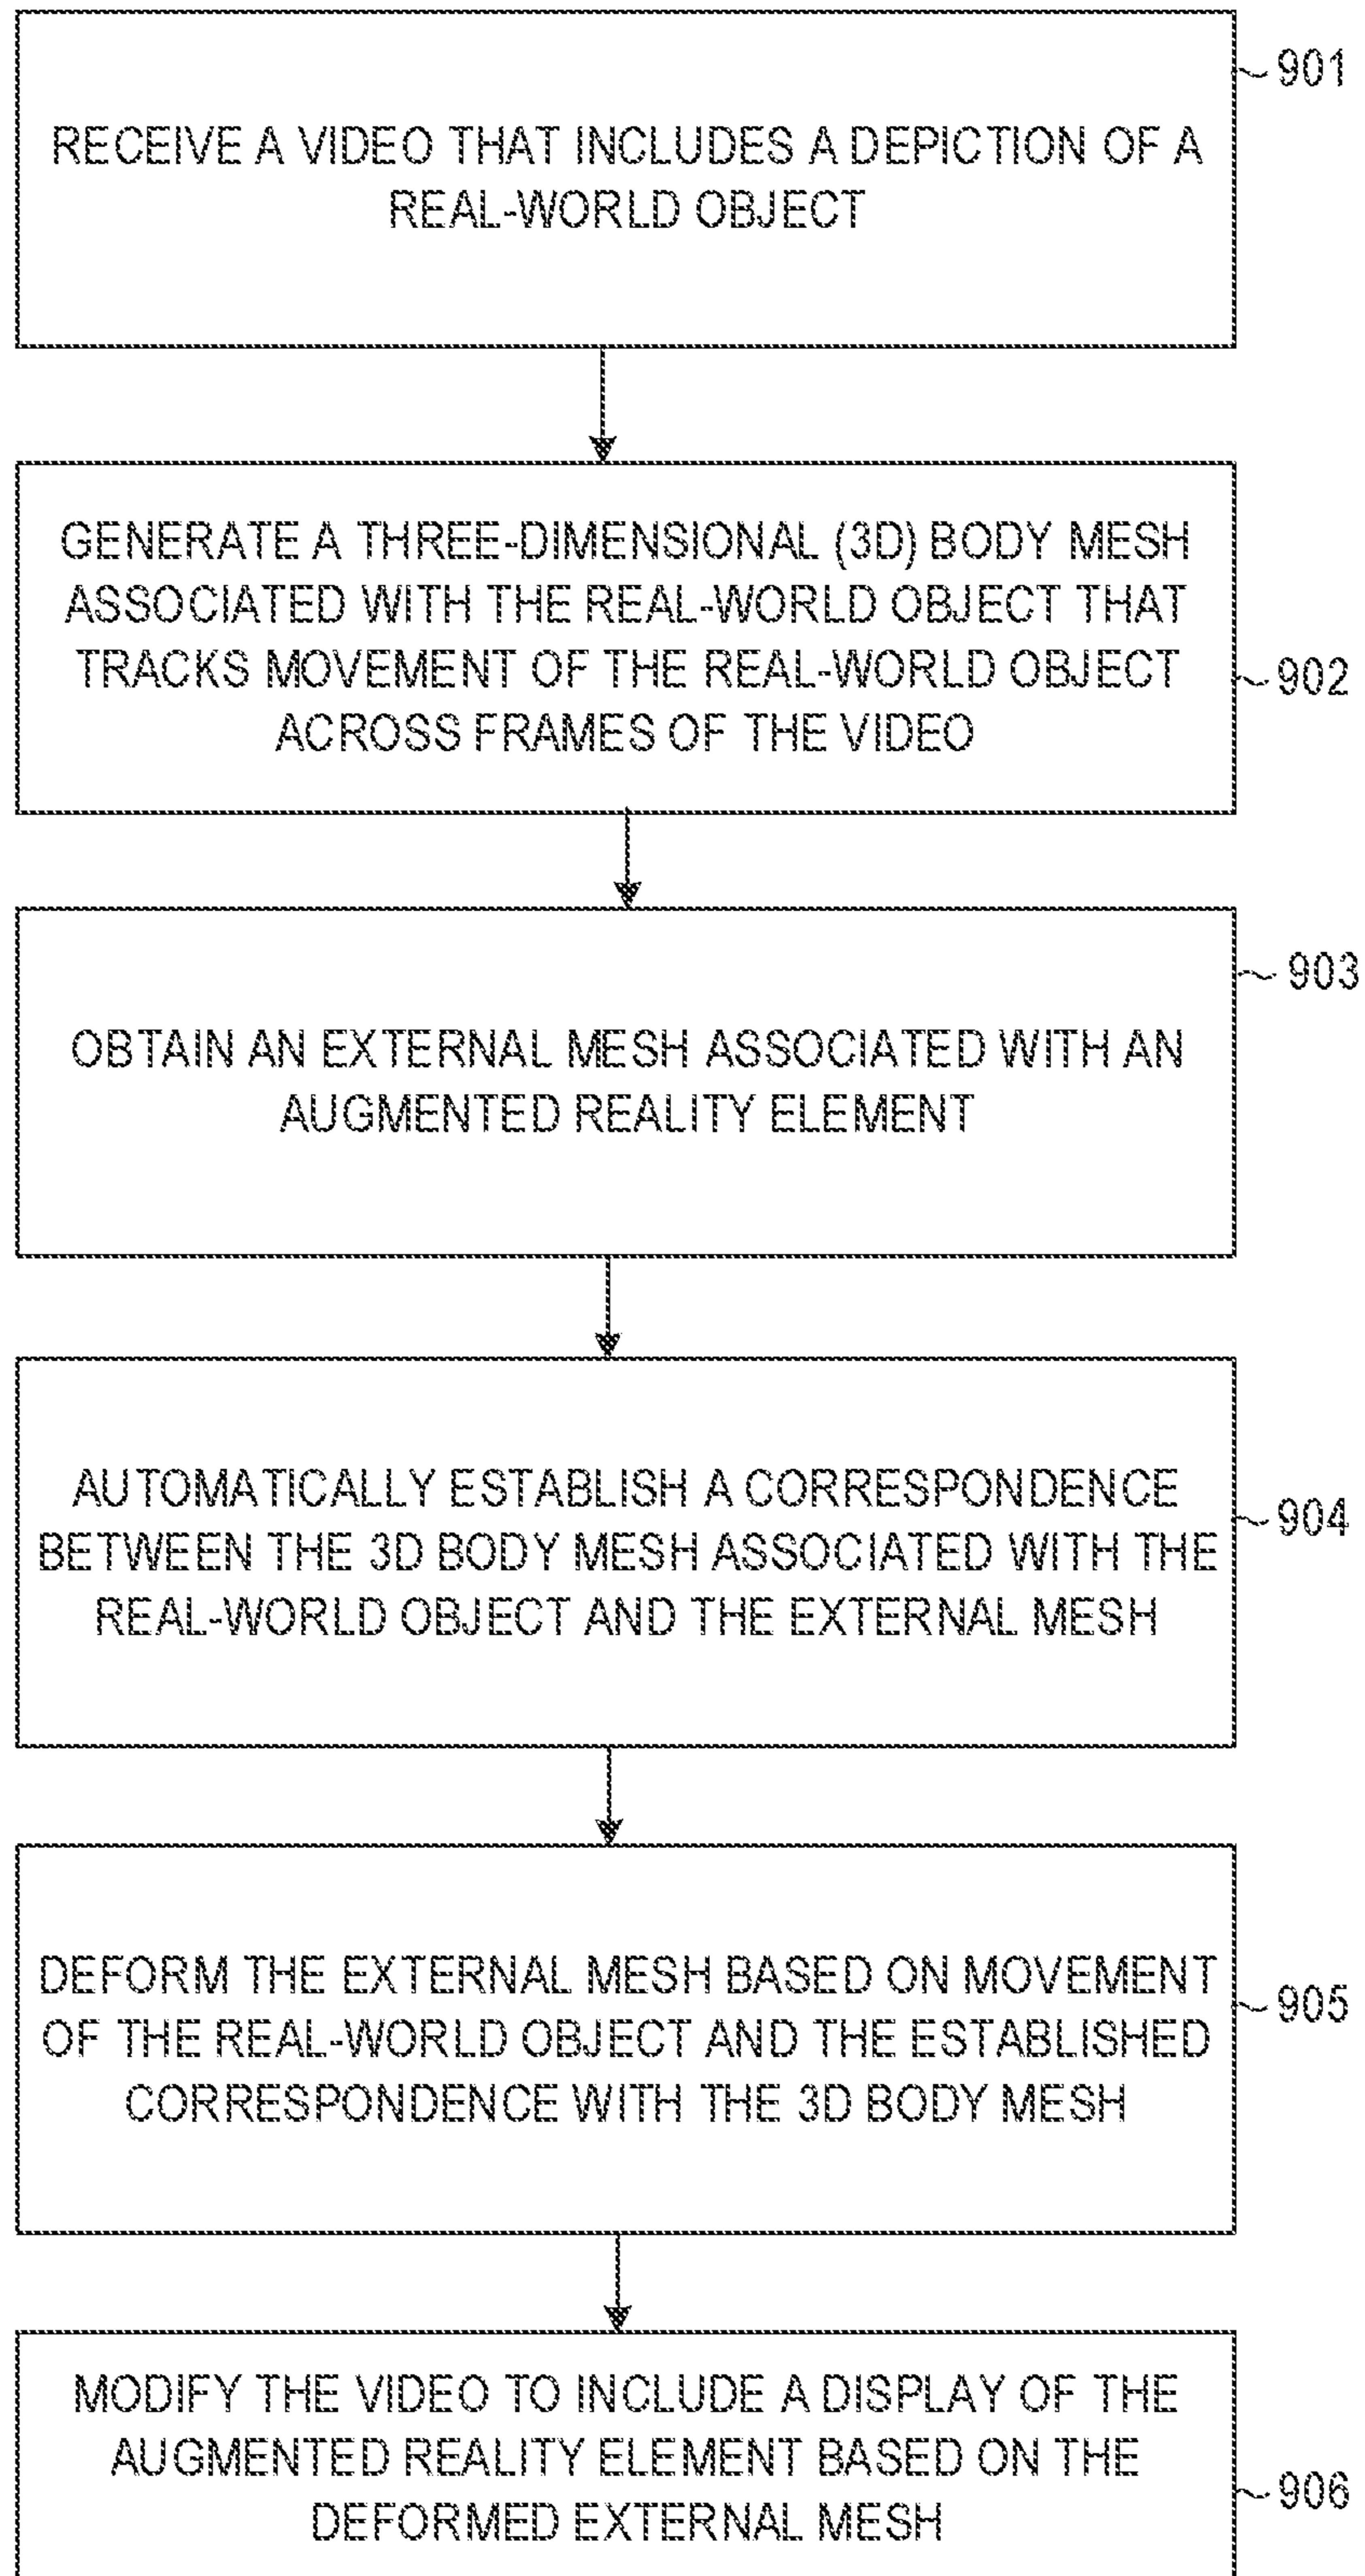 901
RECEIVE A VIDEO THAT INCLUDES A DEPICTION OF A
REAL-WORLD OBJECT
GENERATE A THREE-DIMENSIONAL (3D) BODY MESH
ASSOCIATED WITH THE REAL-WORLD OBJECT THAT
TRACKS MOVEMENT OF THE REAL-WORLD OBJECT
902
ACROSS FRAMES OF THE VIDEO
903
OBTAIN AN EXTERNAL MESH ASSOCIATED WITH AN
AUGMENTED REALITY ELEMENT
AUTOMATICALLY ESTABLISH A CORRESPONDENCE
904
BETWEEN THE 3D BODY MESH ASSOCIATED WITH THE
REAL-WORLD OBJECT AND THE EXTERNAL MESH
DEFORM THE EXTERNAL MESH BASED ON MOVEMENT
905
OF THE REAL-WORLD OBJECT AND THE ESTABLISHED
CORRESPONDENCE WITH THE 3D BODY MESH
MODIFY THE VIDEO TO INCLUDE A DISPLAY OF THE
AUGMENTED REALITY ELEMENT BASED ON THE
906
DEFORMED EXTERNAL MESH